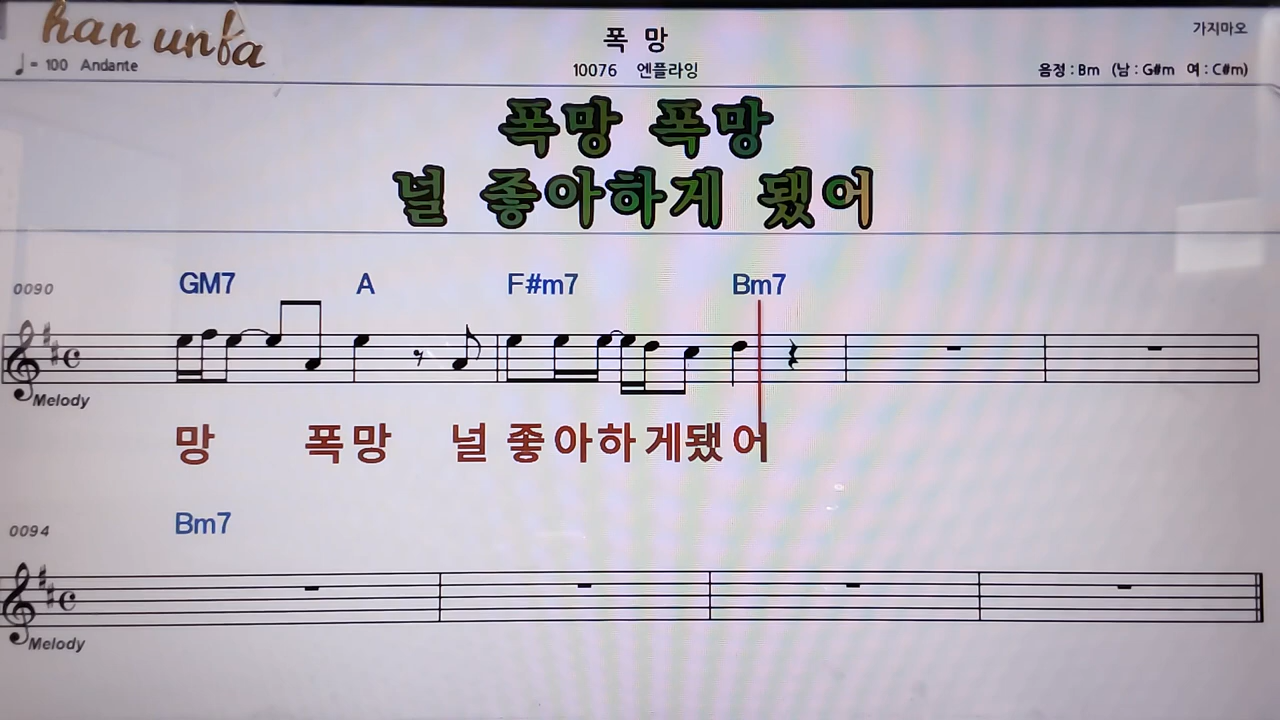 han unfa
폭 망
가지마오
♩= 100 Andante
10076 엔플라잉
음정 : Bm (남 : G#m 여 : C#m)
폭망 폭망
널 좋아하게 됐어
0090 GM7 A F#m7 Bm7
Melody
망 폭망 널 좋아하게됐어
0094 Bm7
Melody